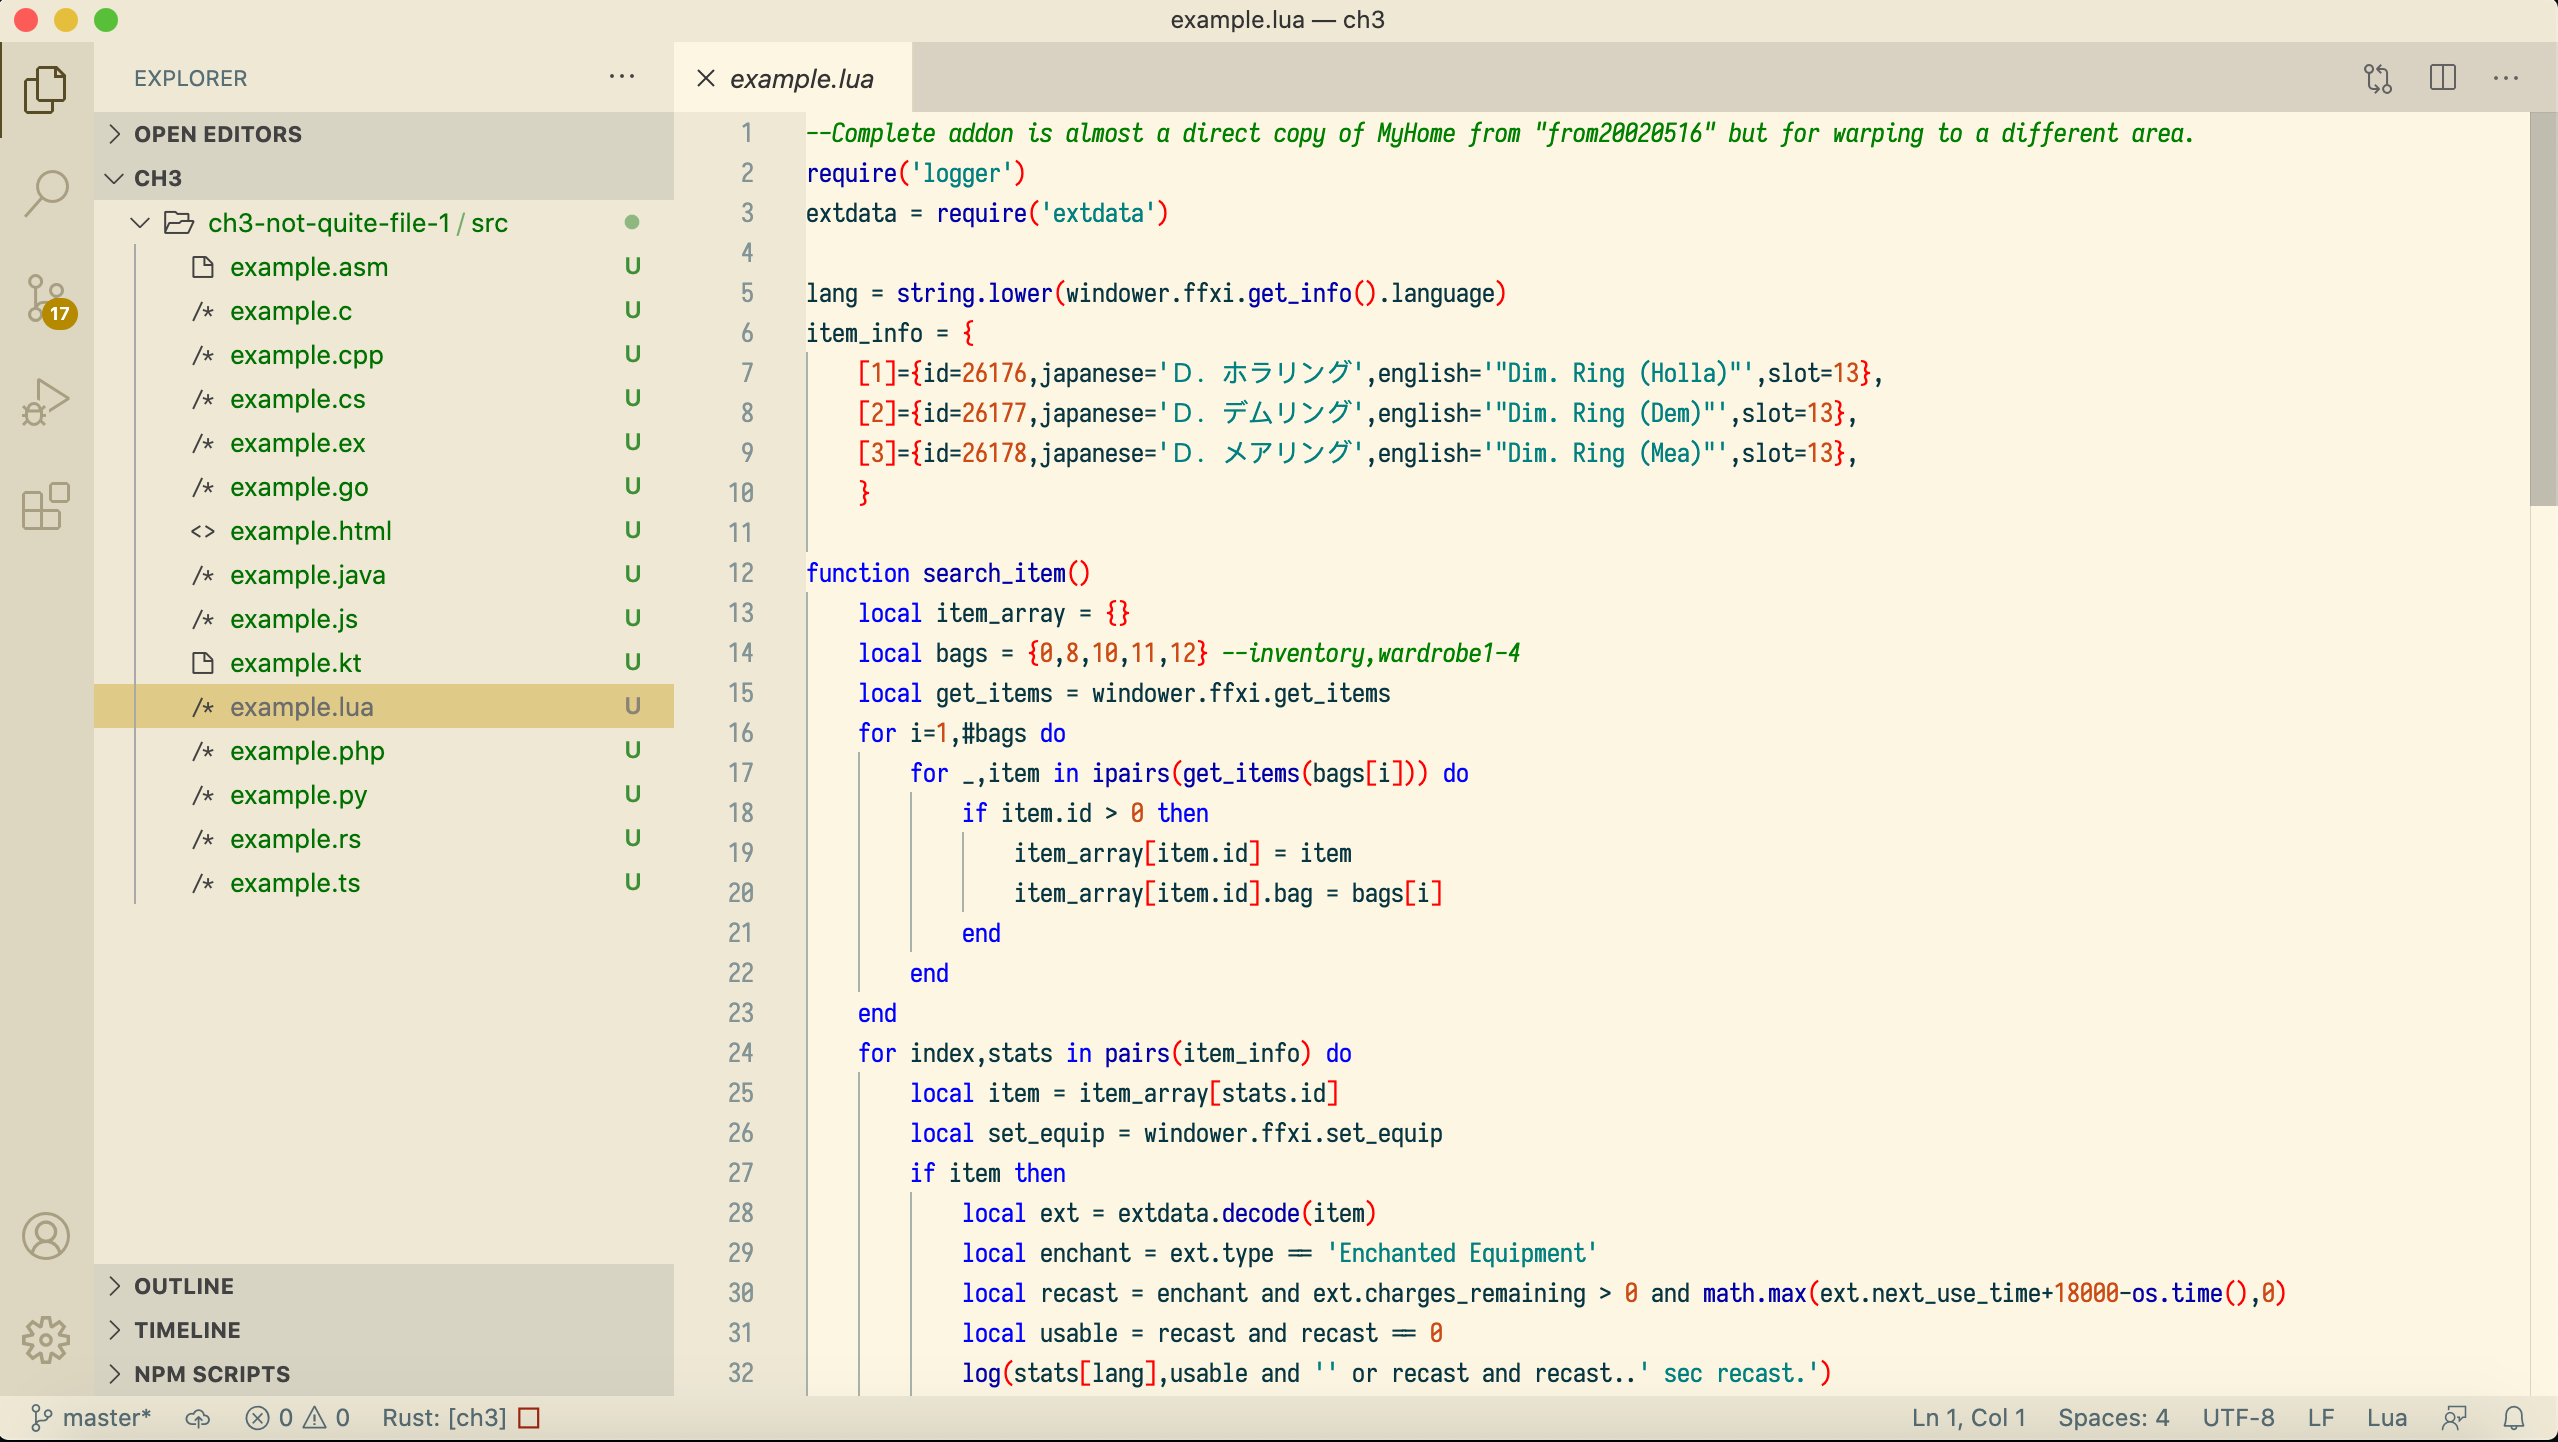 example.lua — ch3
EXPLORER
example.lua
OPEN EDITORS
CH3
ch3-not-quite-file-1 / src
example.asm U
example.c U
example.cpp U
example.cs U
example.ex U
example.go U
example.html U
example.java U
example.js U
example.kt U
example.lua U
example.php U
example.py U
example.rs U
example.ts U
17
OUTLINE
TIMELINE
NPM SCRIPTS
1 --Complete addon is almost a direct copy of MyHome from "from20020516" but for warping to a different area.
2 require('logger')
3 extdata = require('extdata')
4
5 lang = string.lower(windower.ffxi.get_info().language)
6 item_info = {
7     [1]={id=26176,japanese='Ｄ．ホラリング',english='"Dim. Ring (Holla)"',slot=13},
8     [2]={id=26177,japanese='Ｄ．デムリング',english='"Dim. Ring (Dem)"',slot=13},
9     [3]={id=26178,japanese='Ｄ．メアリング',english='"Dim. Ring (Mea)"',slot=13},
10     }
11
12 function search_item()
13     local item_array = {}
14     local bags = {0,8,10,11,12} --inventory,wardrobe1-4
15     local get_items = windower.ffxi.get_items
16     for i=1,#bags do
17         for _,item in ipairs(get_items(bags[i])) do
18             if item.id > 0 then
19                 item_array[item.id] = item
20                 item_array[item.id].bag = bags[i]
21             end
22         end
23     end
24     for index,stats in pairs(item_info) do
25         local item = item_array[stats.id]
26         local set_equip = windower.ffxi.set_equip
27         if item then
28             local ext = extdata.decode(item)
29             local enchant = ext.type == 'Enchanted Equipment'
30             local recast = enchant and ext.charges_remaining > 0 and math.max(ext.next_use_time+18000-os.time(),0)
31             local usable = recast and recast == 0
32             log(stats[lang],usable and '' or recast and recast..' sec recast.')
master* 0 0 Rust: [ch3] Ln 1, Col 1 Spaces: 4 UTF-8 LF Lua